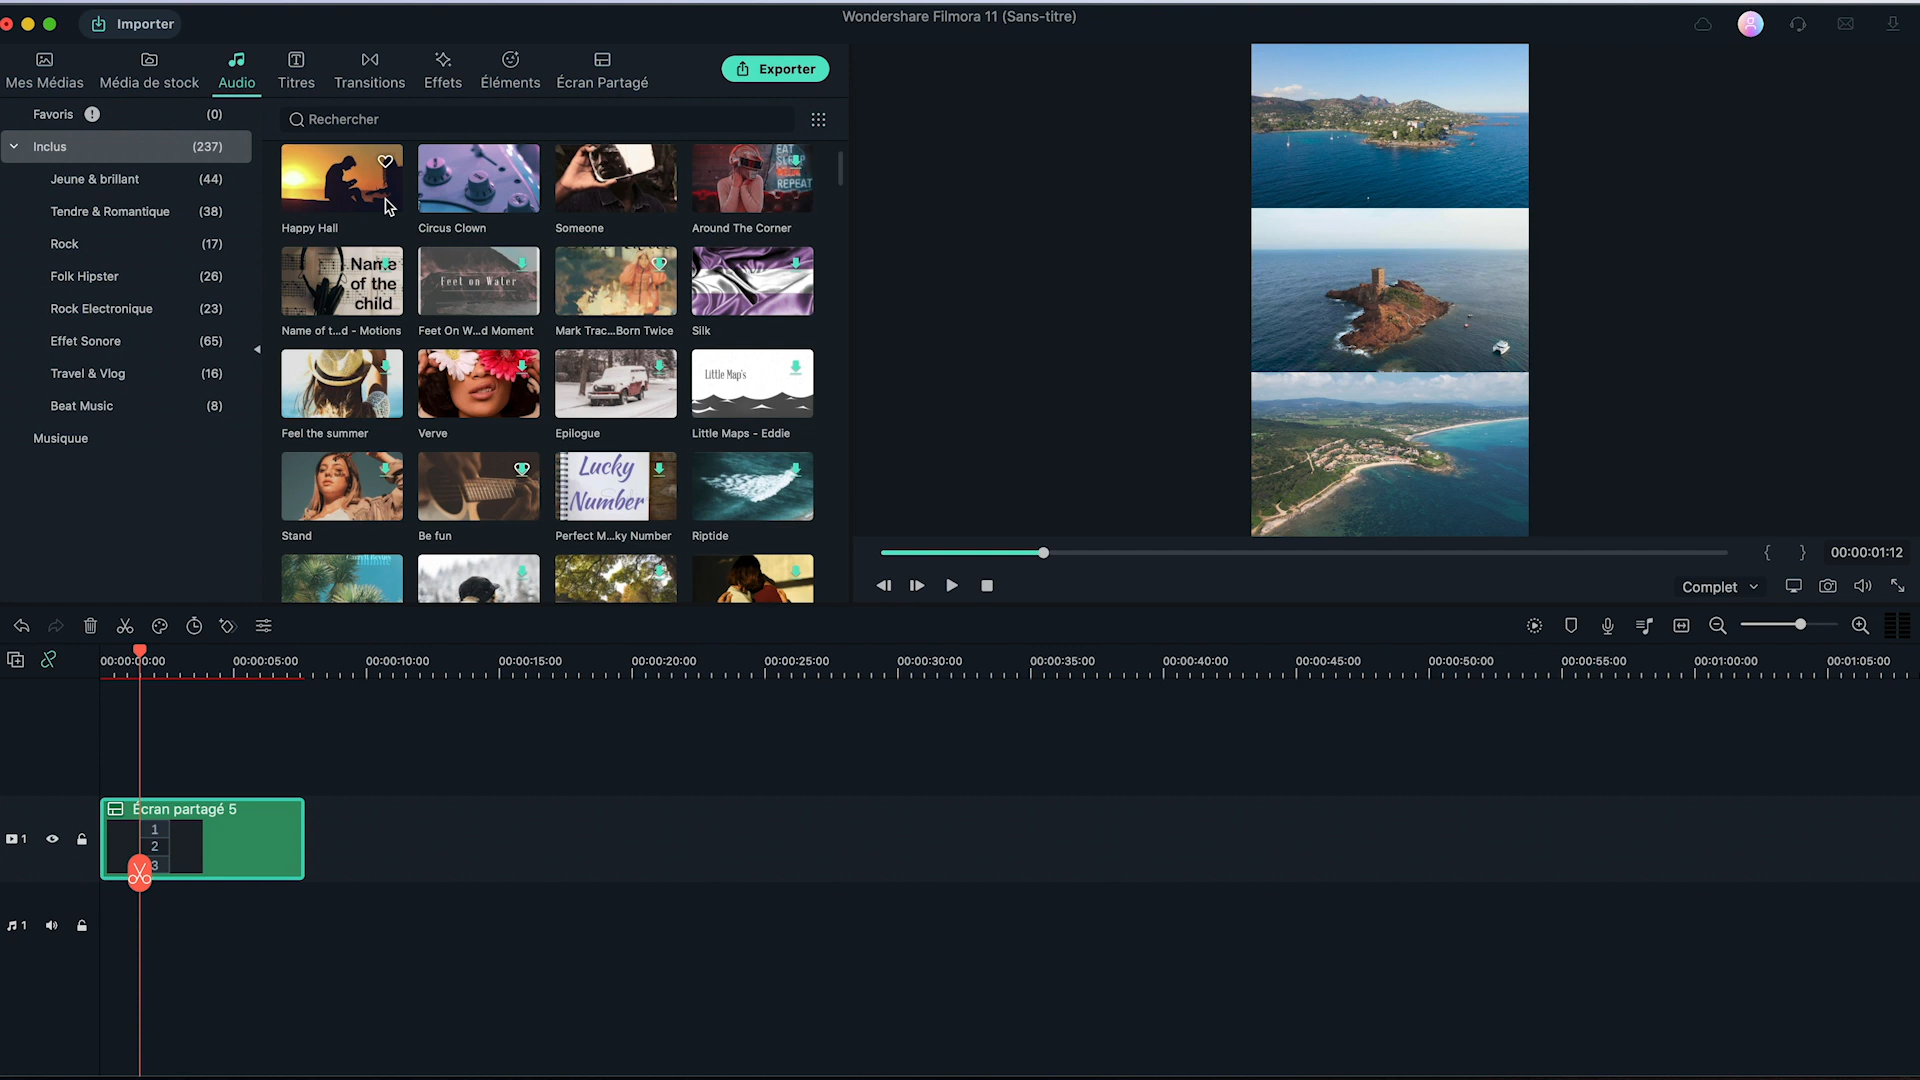 Importer
Wondershare Filmora 11 (Sans-titre)
Mes Médias
Média de stock
Audio
Titres
Transitions
Effets
Éléments
Écran Partagé
Exporter
Favoris (0)
Inclus (237)
Jeune & brillant (44)
Tendre & Romantique (38)
Rock (17)
Folk Hipster (26)
Rock Electronique (23)
Effet Sonore (65)
Travel & Vlog (16)
Beat Music (8)
Musiquue
Rechercher
EAT
SLEEP
REPEAT
Happy Hall
Circus Clown
Someone
Around The Corner
Name
of the
child
Feet on Water
Name of t...d - Motions
Feet On W...d Moment
Mark Trac...Born Twice
Silk
Little Map's
Feel the summer
Verve
Epilogue
Little Maps - Eddie
Lucky
Number
Stand
Be fun
Perfect M...ky Number
Riptide
00:00:01:12
Complet
00:00:00:00
00:00:05:00
00:00:10:00
00:00:15:00
00:00:20:00
00:00:25:00
00:00:30:00
00:00:35:00
00:00:40:00
00:00:45:00
00:00:50:00
00:00:55:00
00:01:00:00
00:01:05:00
Écran partagé 5
1
2
3
1
1